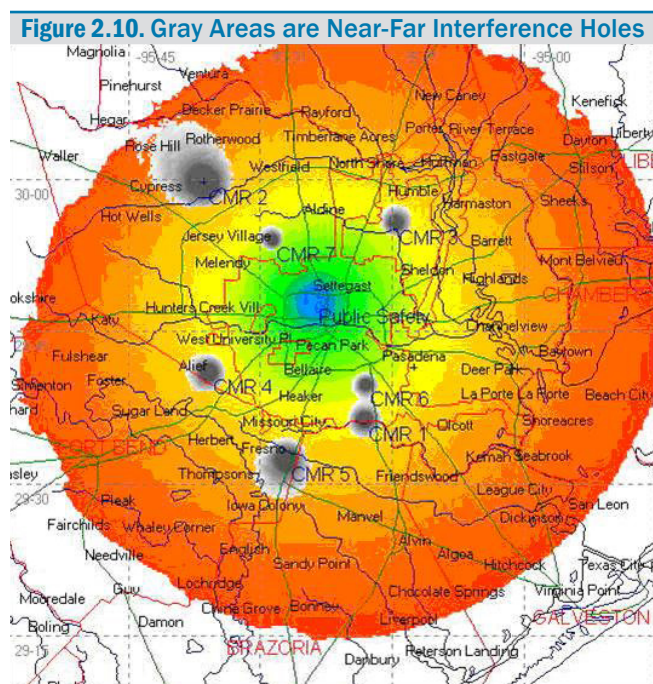 Figure 2.10. Gray Areas are Near-Far Interference Holes
Magnolia
-95-45
-95-00
Ventura
Pinehurst
New Caney
Kenefick
Decker Prairie
Rayford
Hegar
Rose Hill
Rotherwood
Timberlane Acres
Porter
River Terrace
Dayton
Liberty
Waller
Westfield
North Shore
Huffman
Eastgate
Stilson
30-00
Cypress
CMR 2
Humble
Harmaston
Sheeks
Hot Wells
Aldine
CMR 3
Jersey Village
CMR 7
Barrett
Melendy
Sheldon
Mont Belvieu
Settegast
Highlands
CHAMBERS
Hunters Creek Vill
Public Safety
Katy
Channelview
West University Pl
Pecan Park
Baytown
Fulshear
Alief
Bellaire
Pasadena
Deer Park
Simonton
Foster
CMR 4
CMR 6
Heaker
La Porte
La Porte
Beach City
Sugar Land
Missouri City
CMR 1
Olcott
Shoreacres
FORT BEND
Herbert
Fresno
Kemah
Seabrook
Thompsons
CMR 5
Friendswood
29-30
League City
Pleak
Iowa Colony
Manvel
Dickinson
San Leon
Fairchilds
Whaley Corner
Alvin
English
Algoa
Needville
Sandy Point
Hitchcock
Texas City
Guy
Lochridge
Chocolate Springs
Virginia Point
Mooredale
China Grove
Bonney
Damon
Liverpool
GALVESTON
Boling
BRAZORIA
29-15
Danbury
Peterson Landing